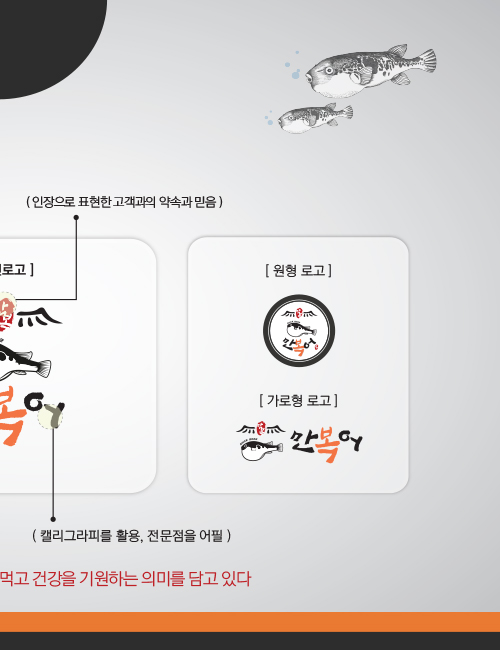 ( 인장으로 표현한 고객과의 약속과 믿음 )
로고 ]
복어
[ 원형 로고 ]
만복어
[ 가로형 로고 ]
만복어
( 캘리그라피를 활용, 전문점을 어필 )
먹고 건강을 기원하는 의미를 담고 있다